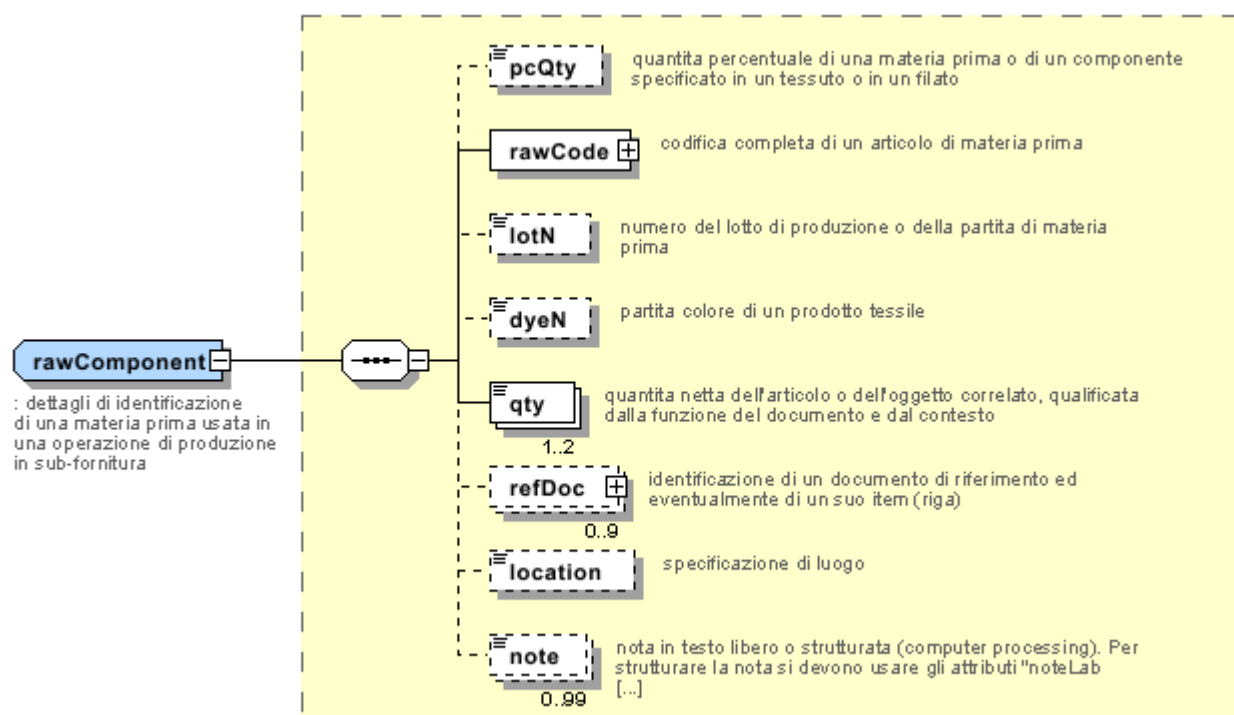 pcQty
quantita percentuale di una materia prima o di un componente
specificato in un tessuto o in un filato
rawCode
codifica completa di un articolo di materia prima
lotN
numero del lotto di produzione o della partita di materia
prima
dyeN
partita colore di un prodotto tessile
rawComponent
: dettagli di identificazione
di una materia prima usata in
una operazione di produzione
in sub-fornitura
qty
1..2
quantita netta dell'articolo o dell'oggetto correlato, qualificata
dalla funzione del documento e dal contesto
refDoc
0..9
identificazione di un documento di riferimento ed
eventualmente di un suo item (riga)
location
specificazione di luogo
note
0..99
nota in testo libero o strutturata (computer processing). Per
strutturare la nota si devono usare gli attributi "noteLab
[...]